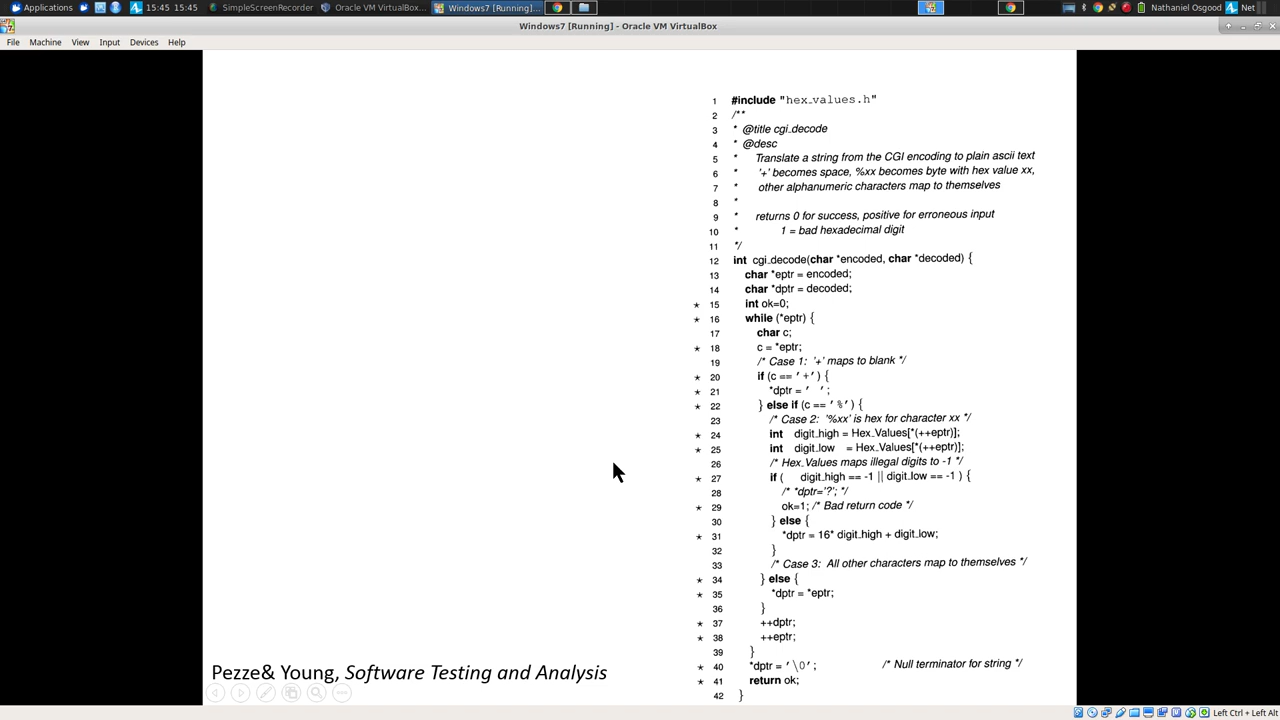 Applications 15:45 15:45 SimpleScreenRecorder Oracle VM VirtualBox... Windows7 [Running]... Nathaniel Osgood Net
Windows7 [Running] - Oracle VM VirtualBox
File Machine View Input Devices Help
1 #include "hex_values.h"
2 /**
3 * @title cgi_decode
4 * @desc
5 * Translate a string from the CGI encoding to plain ascii text
6 * '+' becomes space, %xx becomes byte with hex value xx,
7 * other alphanumeric characters map to themselves
8 *
9 * returns 0 for success, positive for erroneous input
10 * 1 = bad hexadecimal digit
11 */
12 int cgi_decode(char *encoded, char *decoded) {
13 char *eptr = encoded;
14 char *dptr = decoded;
* 15 int ok=0;
* 16 while (*eptr) {
17 char c;
* 18 c = *eptr;
19 /* Case 1: '+' maps to blank */
* 20 if (c == '+') {
* 21 *dptr = ' ';
* 22 } else if (c == '%') {
23 /* Case 2: '%xx' is hex for character xx */
* 24 int digit_high = Hex_Values[*(++eptr)];
* 25 int digit_low = Hex_Values[*(++eptr)];
26 /* Hex_Values maps illegal digits to -1 */
* 27 if ( digit_high == -1 || digit_low == -1 ) {
28 /* *dptr='?'; */
* 29 ok=1; /* Bad return code */
30 } else {
* 31 *dptr = 16* digit_high + digit_low;
32 }
33 /* Case 3: All other characters map to themselves */
* 34 } else {
* 35 *dptr = *eptr;
36 }
* 37 ++dptr;
* 38 ++eptr;
39 }
* 40 *dptr = '\0'; /* Null terminator for string */
* 41 return ok;
42 }
Pezze& Young, Software Testing and Analysis
Left Ctrl + Left Alt